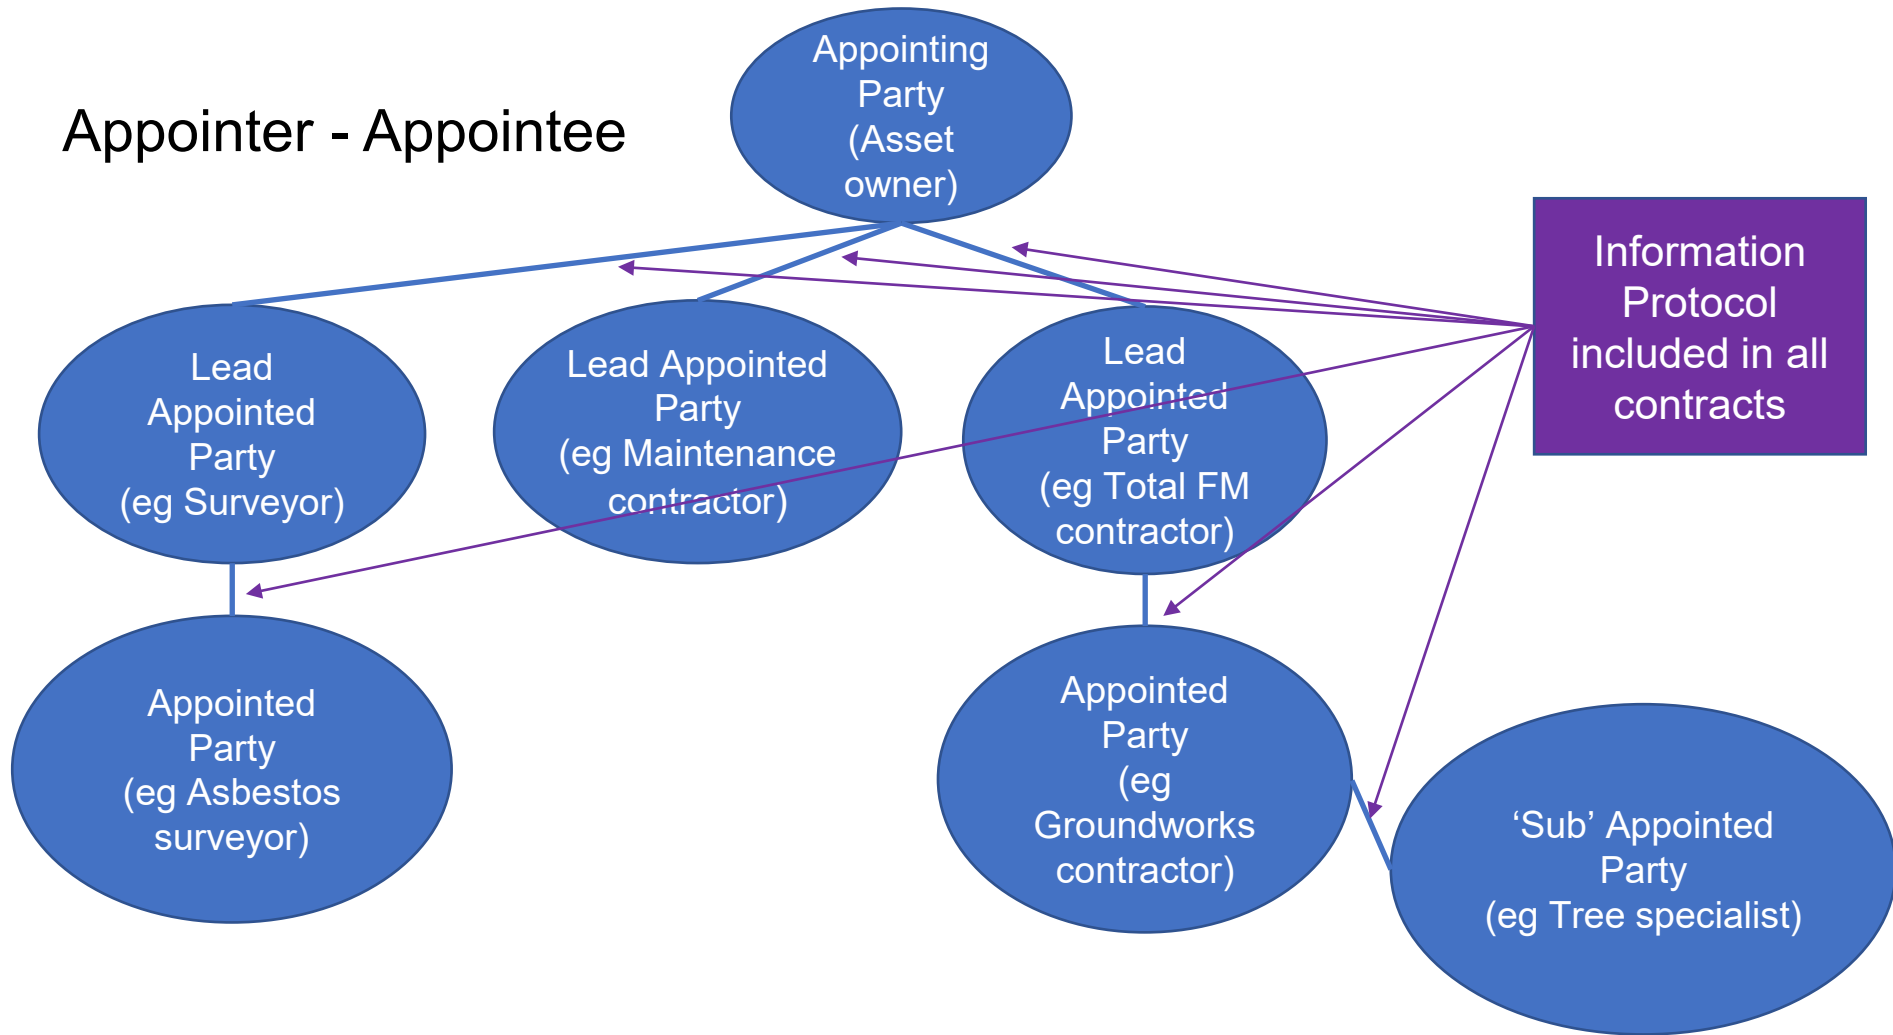 Appointer - Appointee
Appointing
Party
(Asset
owner)
Information
Protocol
included in all
contracts
Lead
Appointed
Party
(eg Surveyor)
Lead Appointed
Party
(eg Maintenance
contractor)
Lead
Appointed
Party
(eg Total FM
contractor)
Appointed
Party
(eg Asbestos
surveyor)
Appointed
Party
(eg
Groundworks
contractor)
‘Sub’ Appointed
Party
(eg Tree specialist)